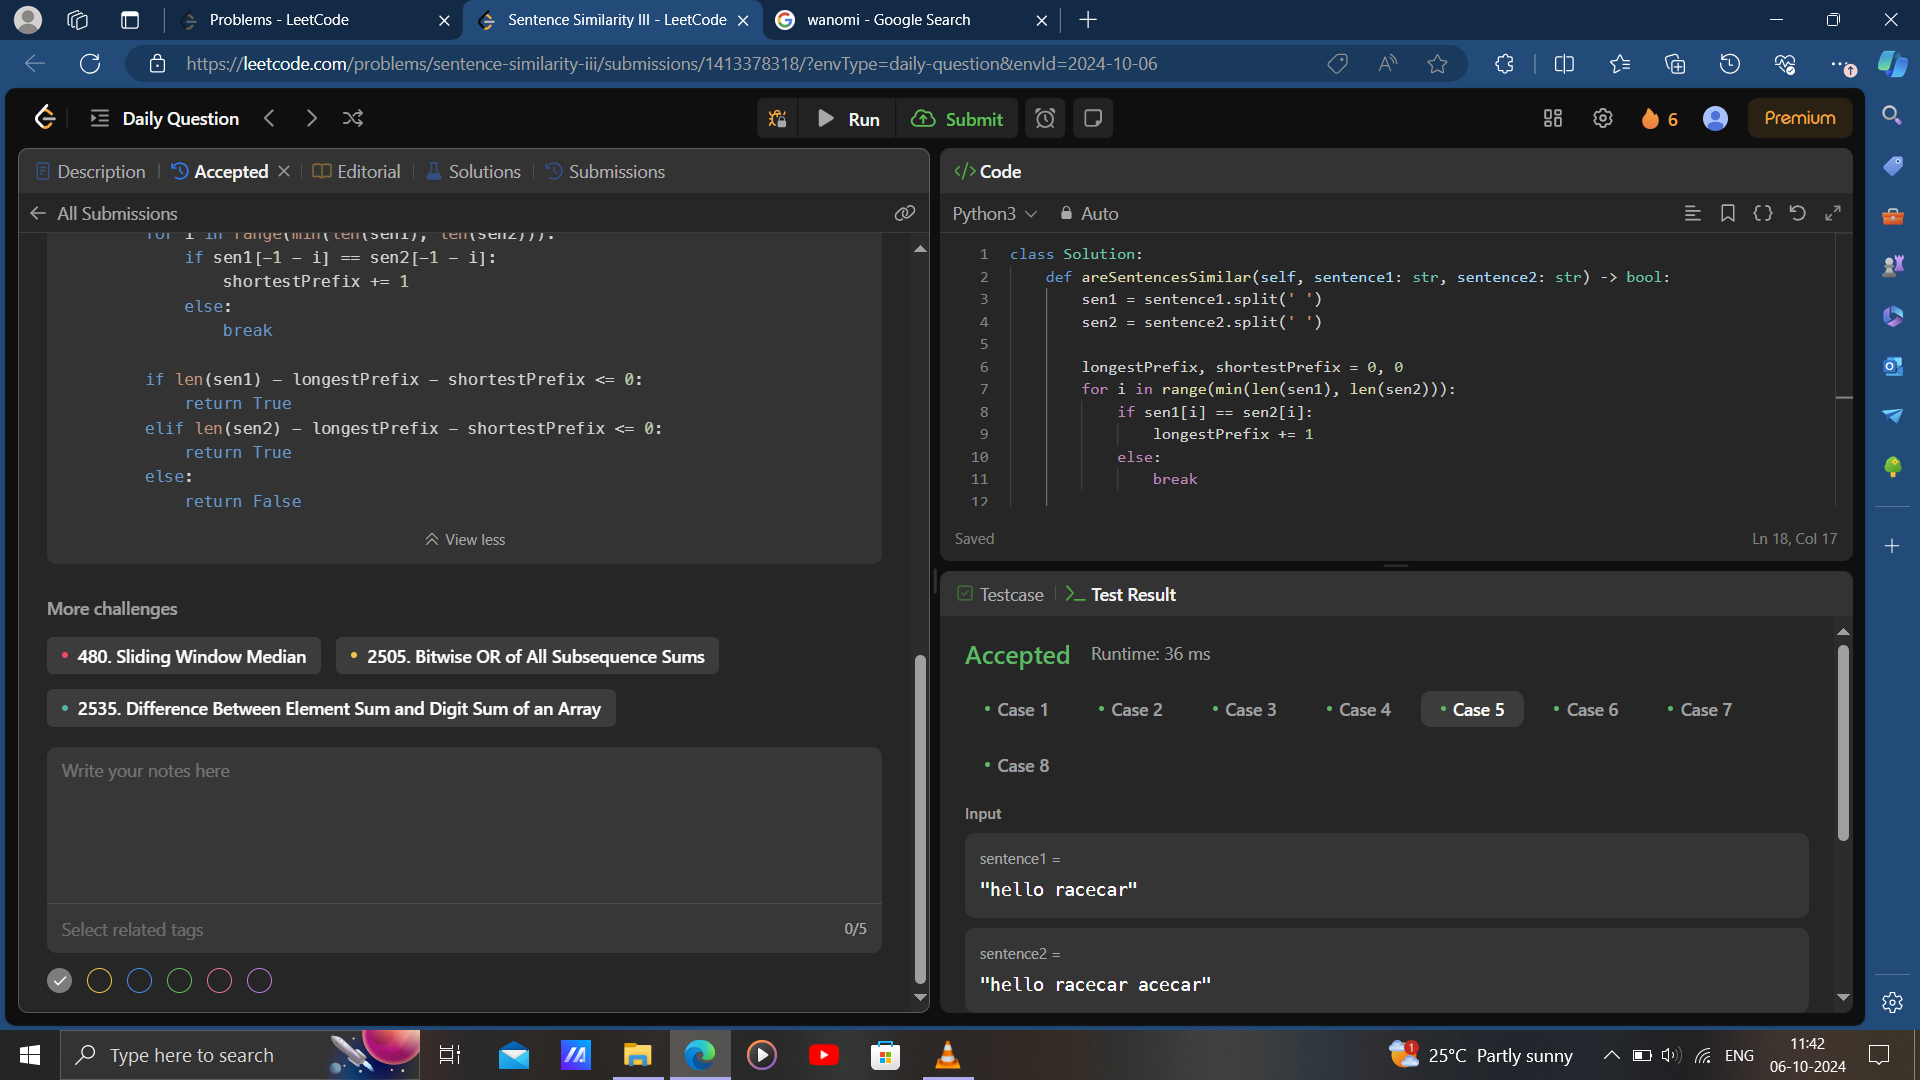 Problems - LeetCode
Sentence Similarity III - LeetCode
wanomi - Google Search
https://leetcode.com/problems/sentence-similarity-iii/submissions/1413378318/?envType=daily-question&envId=2024-10-06
Daily Question
Run
Submit
6
Premium
Description
Accepted
Editorial
Solutions
Submissions
All Submissions
for i in range(min(len(sen1), len(sen2))):
if sen1[-1 - i] == sen2[-1 - i]:
shortestPrefix += 1
else:
break
if len(sen1) - longestPrefix - shortestPrefix <= 0:
return True
elif len(sen2) - longestPrefix - shortestPrefix <= 0:
return True
else:
return False
View less
More challenges
480. Sliding Window Median
2505. Bitwise OR of All Subsequence Sums
2535. Difference Between Element Sum and Digit Sum of an Array
Write your notes here
Select related tags
0/5
</> Code
Python3
Auto
1 class Solution:
2 def areSentencesSimilar(self, sentence1: str, sentence2: str) -> bool:
3 sen1 = sentence1.split(' ')
4 sen2 = sentence2.split(' ')
5
6 longestPrefix, shortestPrefix = 0, 0
7 for i in range(min(len(sen1), len(sen2))):
8 if sen1[i] == sen2[i]:
9 longestPrefix += 1
10 else:
11 break
12
Saved
Ln 18, Col 17
Testcase
Test Result
Accepted
Runtime: 36 ms
Case 1
Case 2
Case 3
Case 4
Case 5
Case 6
Case 7
Case 8
Input
sentence1 =
"hello racecar"
sentence2 =
"hello racecar acecar"
Type here to search
25°C Partly sunny
ENG
11:42
06-10-2024